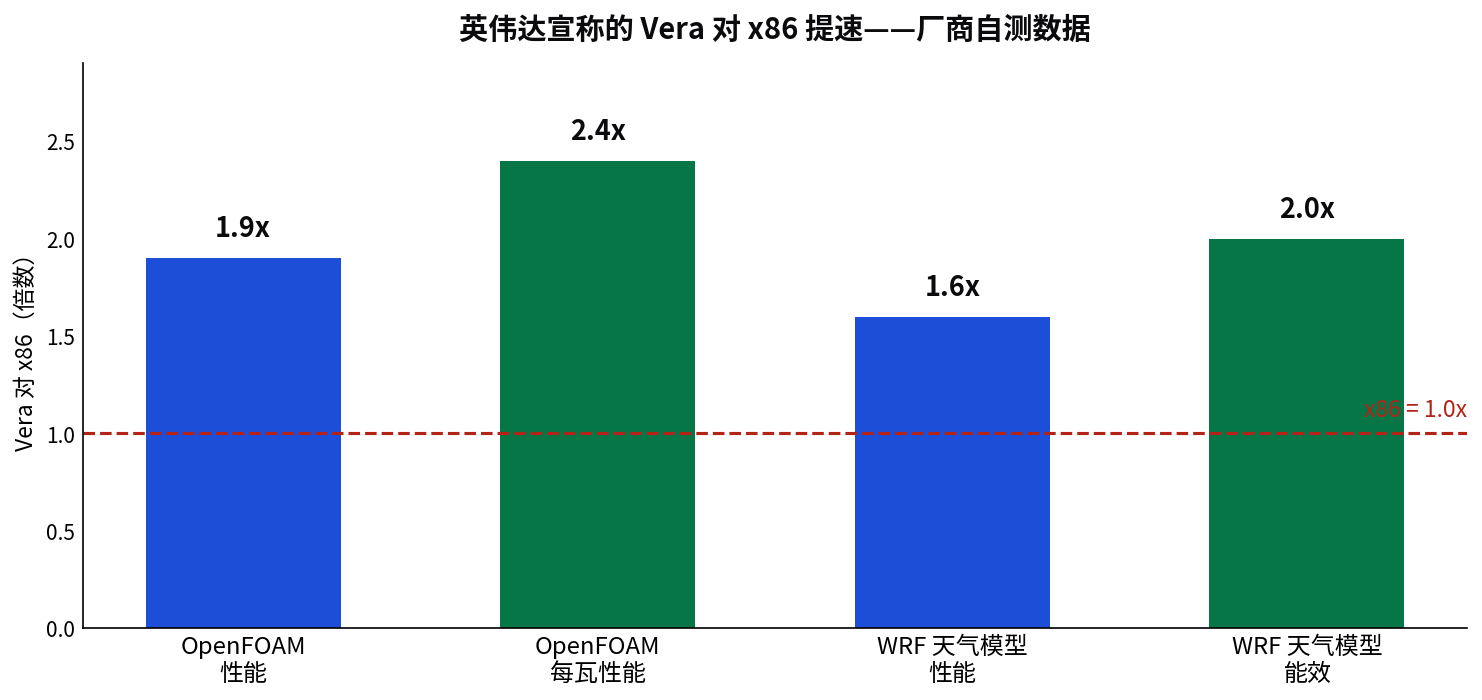 英伟达宣称的 Vera 对 x86 提速——厂商自测数据
Vera 对 x86（倍数）
2.5
2.0
1.5
1.0
0.5
0.0
1.9x
2.4x
1.6x
2.0x
x86 = 1.0x
OpenFOAM
性能
OpenFOAM
每瓦性能
WRF 天气模型
性能
WRF 天气模型
能效